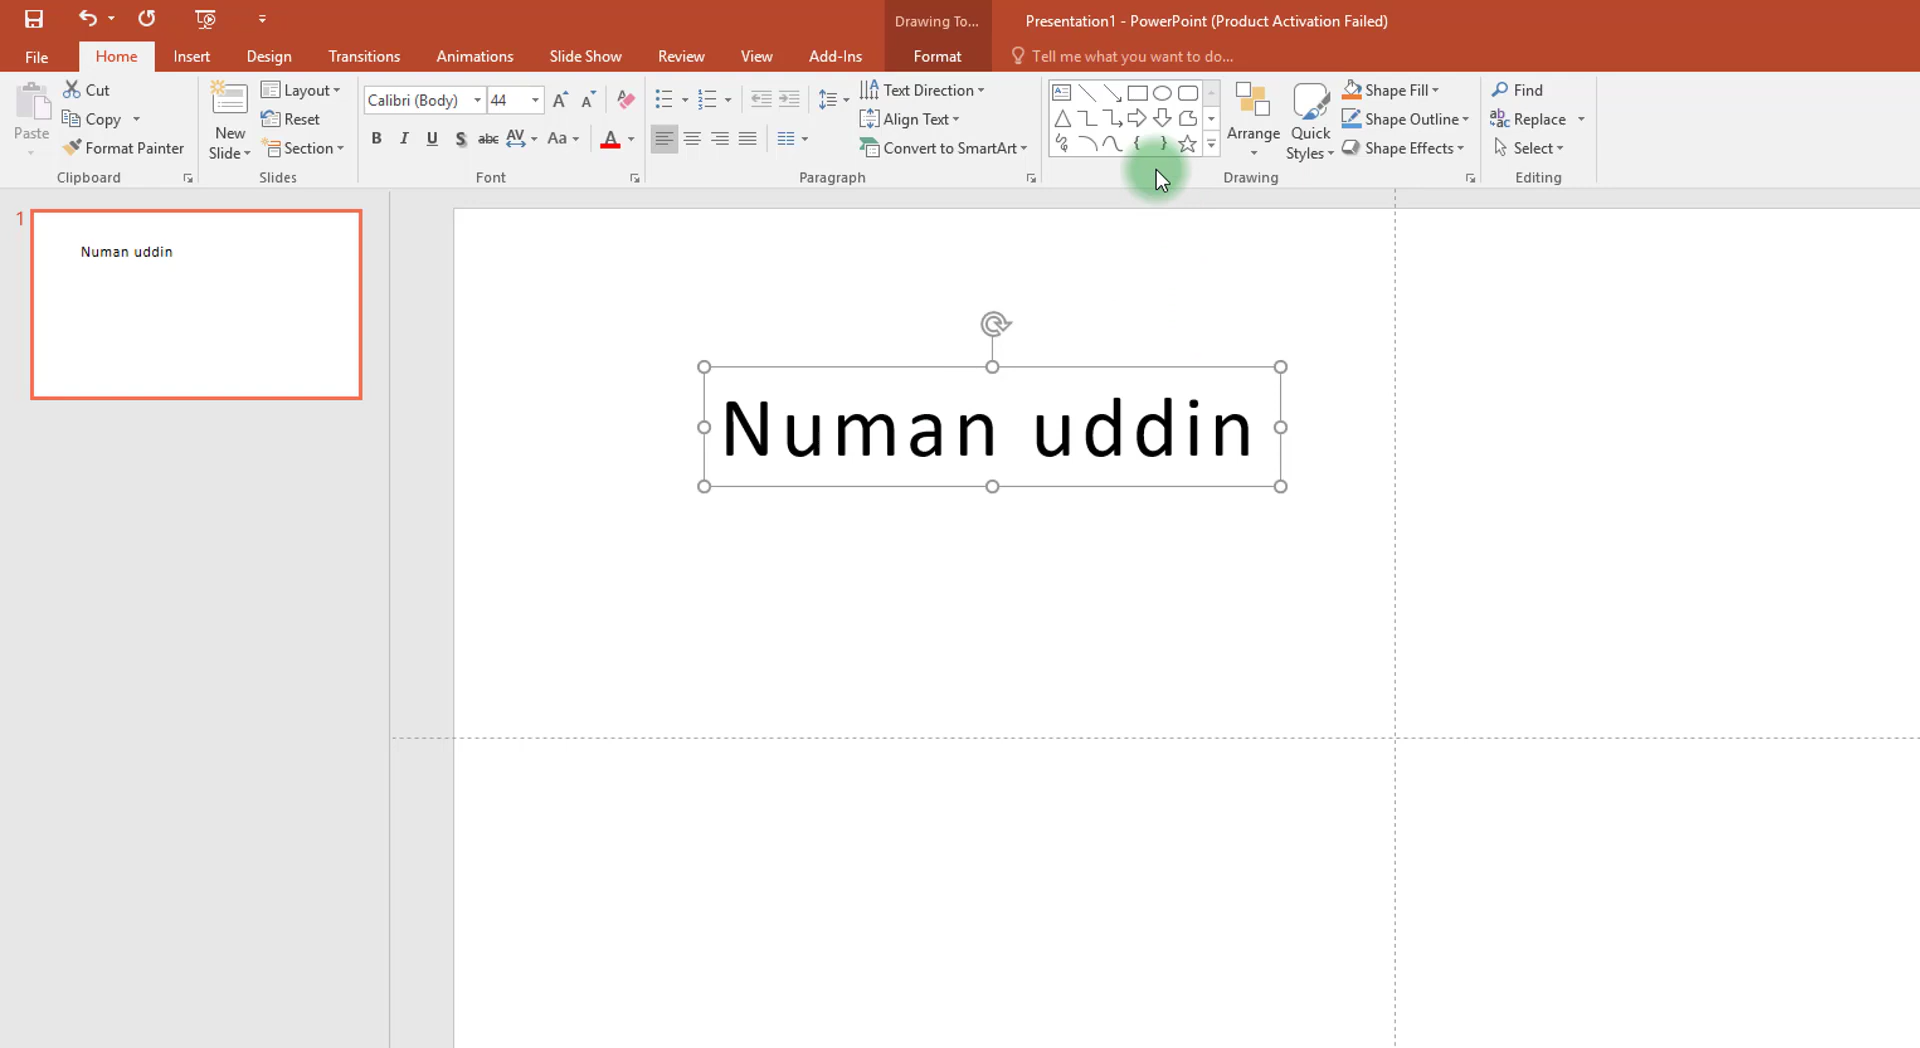 Drawing To... Presentation1 - PowerPoint (Product Activation Failed)
File Home Insert Design Transitions Animations Slide Show Review View Add-Ins Format Tell me what you want to do...
Paste
Cut
Copy
Format Painter
Clipboard
New
Slide
Layout
Reset
Section
Slides
Calibri (Body) 44
B I U S abc AV Aa A
Font
Text Direction
Align Text
Convert to SmartArt
Paragraph
Arrange
Quick
Styles
Shape Fill
Shape Outline
Shape Effects
Drawing
Find
Replace
Select
Editing
1
Numan uddin
Numan uddin